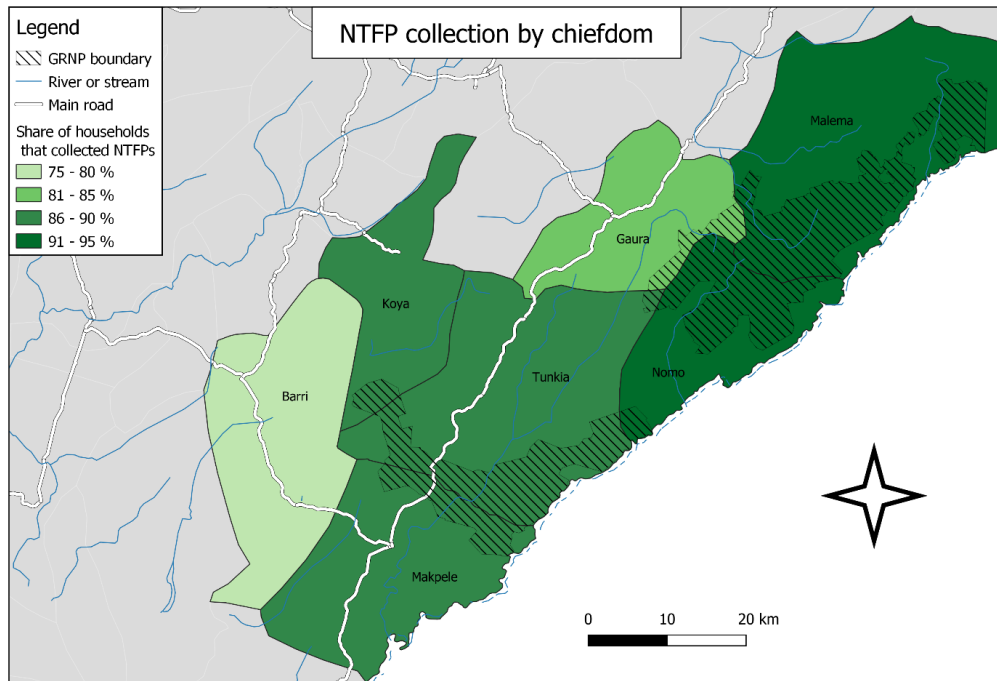 NTFP collection by chiefdom
Legend
GRNP boundary
River or stream
Main road
Share of households
that collected NTFPs
75 - 80 %
81 - 85 %
86 - 90 %
91 - 95 %
Malema
Gaura
Koya
Tunkia
Nomo
Barri
Makpele
0 10 20 km